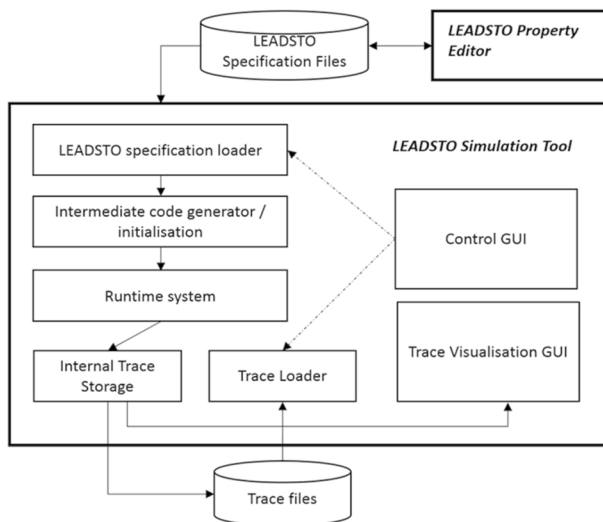 LEADSTO
Specification Files
LEADSTO Property
Editor
LEADSTO specification loader
LEADSTO Simulation Tool
Intermediate code generator /
initialisation
Control GUI
Runtime system
Internal Trace
Storage
Trace Loader
Trace Visualisation GUI
Trace files